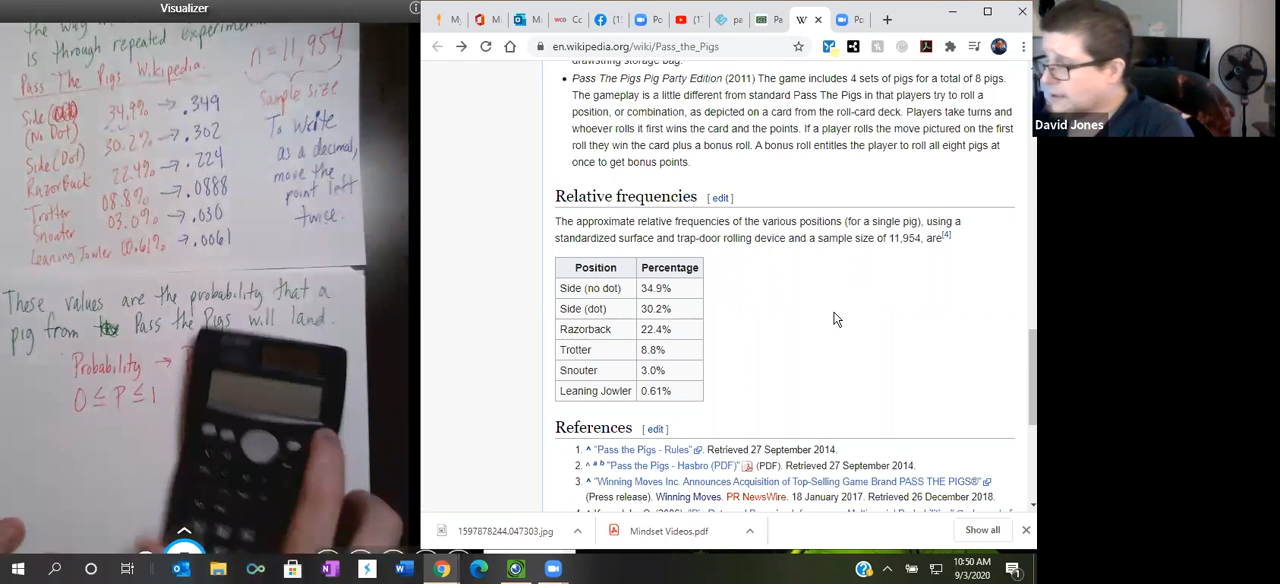 Visualizer
the way
is through repeated experimen
n = 11,954
Pass The Pigs Wikipedia.
sample size
Side
(No Dot)
34.9% → .349
Side (Dot)
30.2% → .302
RazorBack
22.4% → .224
Trotter
08.8% → .0888
Snouter
03.0% → .030
Leaning Jowler
00.61% → .0061
To write
as a decimal,
move the
point left
twice.
These values are the probability that a
pig from Pass the Pigs will land.
Probability → P
0 ≤ P ≤ 1
en.wikipedia.org/wiki/Pass_the_Pigs
drawstring storage bag.
• Pass The Pigs Pig Party Edition (2011) The game includes 4 sets of pigs for a total of 8 pigs.
The gameplay is a little different from standard Pass The Pigs in that players try to roll a
position, or combination, as depicted on a card from the roll-card deck. Players take turns and
whoever rolls it first wins the card and the points. If a player rolls the move pictured on the first
roll they win the card plus a bonus roll. A bonus roll entitles the player to roll all eight pigs at
once to get bonus points.
Relative frequencies [ edit ]
The approximate relative frequencies of the various positions (for a single pig), using a
standardized surface and trap-door rolling device and a sample size of 11,954, are[4]
Position Percentage
Side (no dot) 34.9%
Side (dot) 30.2%
Razorback 22.4%
Trotter 8.8%
Snouter 3.0%
Leaning Jowler 0.61%
References [ edit ]
1. ^ "Pass the Pigs - Rules". Retrieved 27 September 2014.
2. ^ a b "Pass the Pigs - Hasbro (PDF)" (PDF). Retrieved 27 September 2014.
3. ^ "Winning Moves Inc. Announces Acquisition of Top-Selling Game Brand PASS THE PIGS®"
(Press release). Winning Moves. PR NewsWire. 18 January 2017. Retrieved 26 December 2018.
1597878244.047303.jpg
Mindset Videos.pdf
Show all
David Jones
10:50 AM
9/3/2020